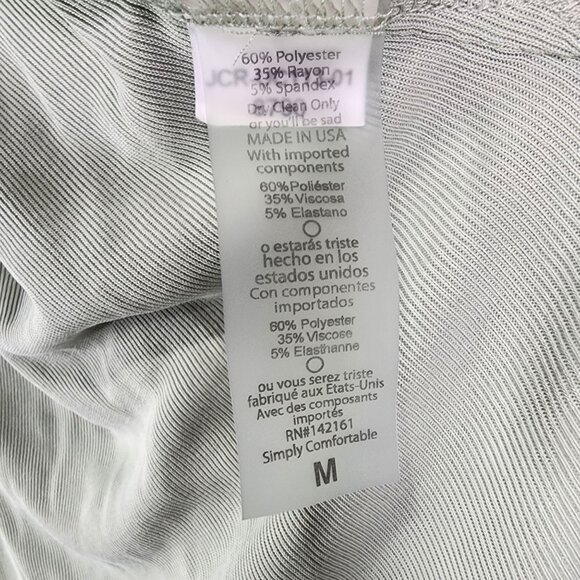 60% Polyester
35% Rayon
5% Spandex
Dry Clean Only
or you'll be sad
MADE IN USA
With imported
components
60% Poliéster
35% Viscosa
5% Elastano
o estarás triste
hecho en los
estados unidos
Con componentes
importados
60% Polyester
35% Viscose
5% Elasthanne
ou vous serez triste
fabriqué aux Etats-Unis
Avec des composants
importés
RN#142161
Simply Comfortable
M